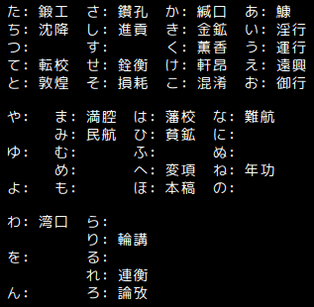 た: 鍛工 さ: 鑚孔 か: 緘口 あ: 鱇
ち: 沈降 し: 進貢 き: 金鉱 い: 淫行
つ: す: く: 薫香 う: 運行
て: 転校 せ: 銓衡 け: 軒昂 え: 遠興
と: 敦煌 そ: 損耗 こ: 混淆 お: 御行
や: ま: 満腔 は: 藩校 な: 難航
み: 民航 ひ: 貧鉱 に:
ゆ: む: ふ: ぬ:
め: へ: 変項 ね: 年功
よ: も: ほ: 本稿 の:
わ: 湾口 ら:
り: 輪講
を: る:
れ: 連衡
ん: ろ: 論攷